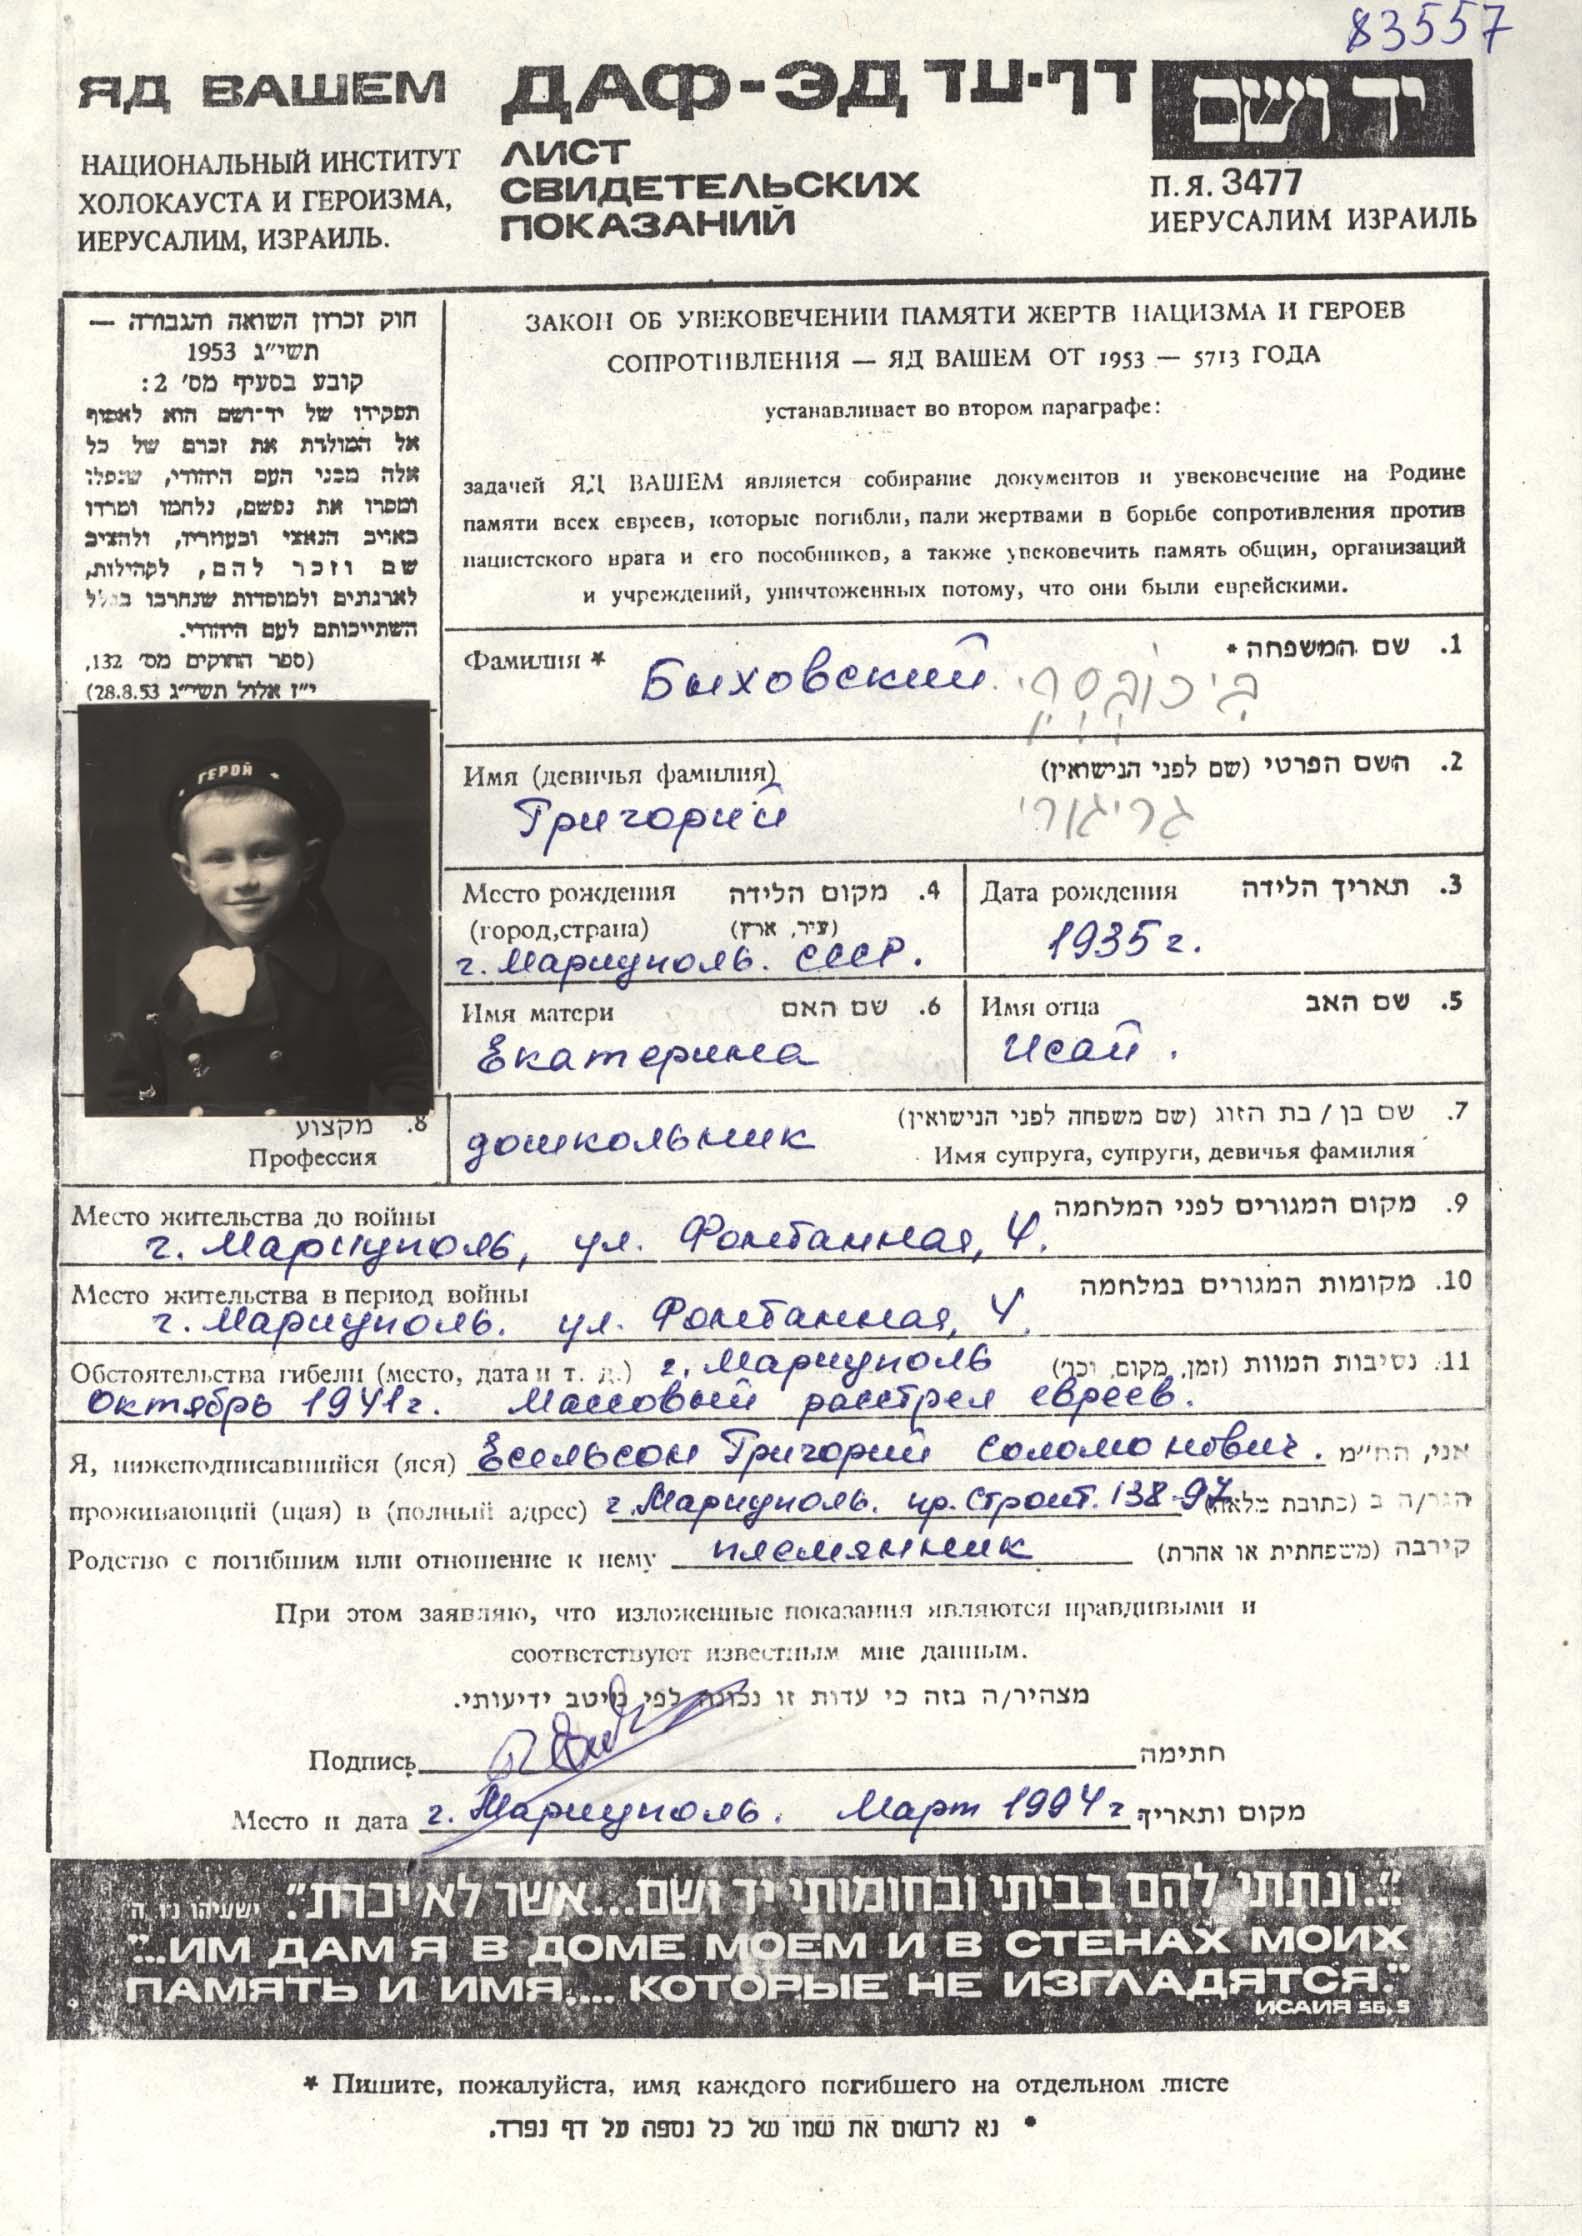 83557
ЯД ВАШЕМ
НАЦИОНАЛЬНЫЙ ИНСТИТУТ
ХОЛОКАУСТА И ГЕРОИЗМА,
ИЕРУСАЛИМ, ИЗРАИЛЬ.
ДАФ-ЭД דף-עד
ЛИСТ
СВИДЕТЕЛЬСКИХ
ПОКАЗАНИЙ
יד ושם
П.Я. 3477
ИЕРУСАЛИМ ИЗРАИЛЬ
חוק זכרון השואה והגבורה —
תשי"ג 1953
קובע בסעיף מס' 2:
תפקידו של יד-ושם הוא לאסוף
אל המולדת את זכרם של כל
אלה מבני העם היהודי, שנפלו
ומסרו את נפשם, נלחמו ומרדו
באויב הנאצי ובעוזריו, ולהציב
שם וזכר להם, לקהילות,
לארגונים ולמוסדות שנחרבו בגלל
השתייכותם לעם היהודי.
(ספר החוקים מס' 132,
י"ז אלול תשי"ג 28.8.53)
ЗАКОН ОБ УВЕКОВЕЧЕНИИ ПАМЯТИ ЖЕРТВ НАЦИЗМА И ГЕРОЕВ
СОПРОТИВЛЕНИЯ — ЯД ВАШЕМ ОТ 1953 — 5713 ГОДА
устанавливает во втором параграфе:
задачей ЯД ВАШЕМ является собирание документов и увековечение на Родине
памяти всех евреев, которые погибли, пали жертвами в борьбе сопротивления против
нацистского врага и его пособников, а также увековечить память общин, организаций
и учреждений, уничтоженных потому, что они были еврейскими.
Фамилия * 1. שם המשפחה *
Быховский ביכובסקי
Имя (девичья фамилия) 2. השם הפרטי (שם לפני הנישואין)
Григорий גריגורי
ГЕРОЙ
Место рождения 4. מקום הלידה
(город,страна) (עיר, ארץ)
г. Мариуполь. СССР.
Дата рождения 3. תאריך הלידה
1935 г.
Имя матери 6. שם האם
Екатерина
Имя отца 5. שם האב
Исай.
8. מקצוע
Профессия
дошкольник
7. שם בן / בת הזוג (שם משפחה לפני הנישואין)
Имя супруга, супруги, девичья фамилия
Место жительства до войны 9. מקום המגורים לפני המלחמה
г. Мариуполь, ул. Фонтанная, 4.
Место жительства в период войны 10. מקומות המגורים במלחמה
г. Мариуполь. ул. Фонтанная, 4.
Обстоятельства гибели (место, дата и т. д.) г. Мариуполь 11. נסיבות המוות (זמן, מקום, וכו')
Октябрь 1941г. Массовый расстрел евреев.
Я, нижеподписавшийся (яся) Есельсон Григорий Соломонович. אני, הח"מ
проживающий (щая) в (полный адрес) г. Мариуполь. пр. Строит. 138-97 הגר/ה ב (כתובת מלאה)
Родство с погибшим или отношение к нему племянник קירבה (משפחתית או אחרת)
При этом заявляю, что изложенные показания являются правдивыми и
соответствуют известным мне данным.
מצהיר/ה בזה כי עדות זו נכונה לפי מיטב ידיעותי.
Подпись חתימה
Место и дата г. Мариуполь. Март 1994 г מקום ותאריך
"..ונתתי להם בביתי ובחומותי יד ושם...אשר לא יכרת". ישעיהו נו, ה
"...ИМ ДАМ Я В ДОМЕ МОЕМ И В СТЕНАХ МОИХ
ПАМЯТЬ И ИМЯ.... КОТОРЫЕ НЕ ИЗГЛАДЯТСЯ."
ИСАИЯ 56, 5
* Пишите, пожалуйста, имя каждого погибшего на отдельном листе
* נא לרשום את שמו של כל נספה על דף נפרד.